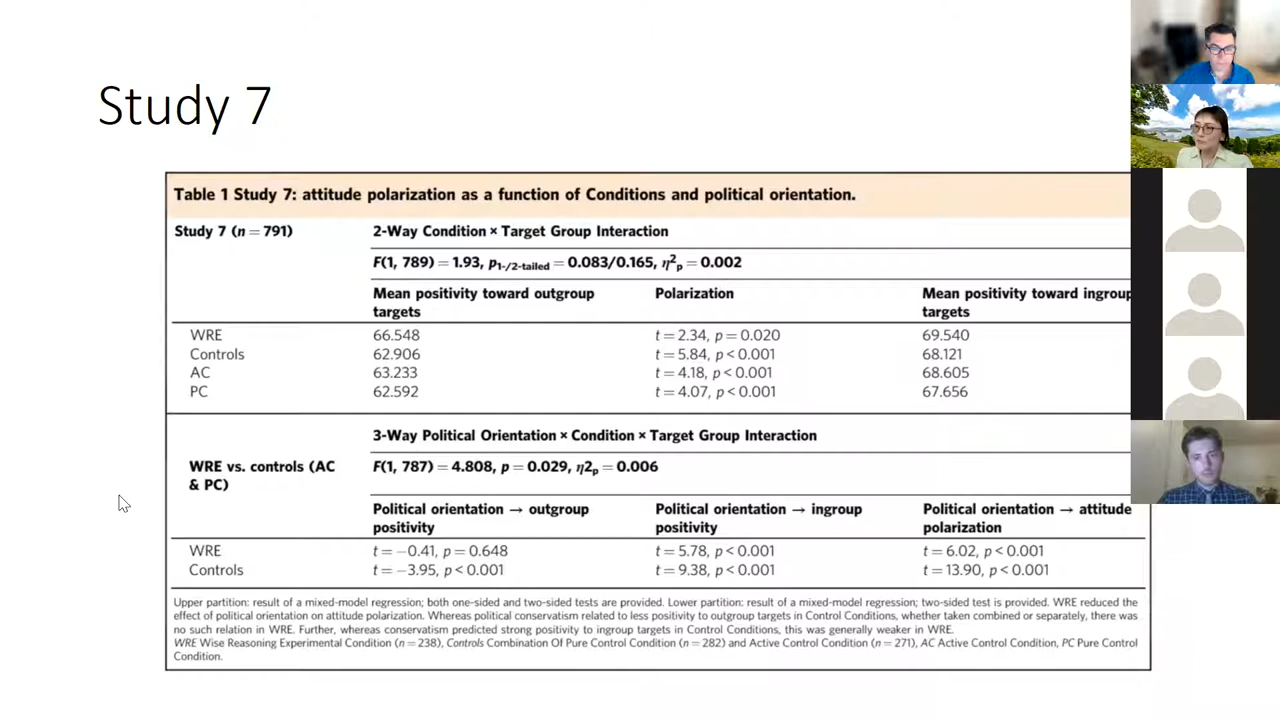 Study 7
Table 1 Study 7: attitude polarization as a function of Conditions and political orientation.
Study 7 (n = 791)
2-Way Condition × Target Group Interaction
F(1, 789) = 1.93, p1-/2-tailed = 0.083/0.165, η²p = 0.002
Mean positivity toward outgroup targets
Polarization
Mean positivity toward ingroup targets
WRE 66.548 t = 2.34, p = 0.020 69.540
Controls 62.906 t = 5.84, p < 0.001 68.121
AC 63.233 t = 4.18, p < 0.001 68.605
PC 62.592 t = 4.07, p < 0.001 67.656
3-Way Political Orientation × Condition × Target Group Interaction
WRE vs. controls (AC & PC)
F(1, 787) = 4.808, p = 0.029, η2p = 0.006
Political orientation → outgroup positivity
Political orientation → ingroup positivity
Political orientation → attitude polarization
WRE t = −0.41, p = 0.648 t = 5.78, p < 0.001 t = 6.02, p < 0.001
Controls t = −3.95, p < 0.001 t = 9.38, p < 0.001 t = 13.90, p < 0.001
Upper partition: result of a mixed-model regression; both one-sided and two-sided tests are provided. Lower partition: result of a mixed-model regression; two-sided test is provided. WRE reduced the
effect of political orientation on attitude polarization. Whereas political conservatism related to less positivity to outgroup targets in Control Conditions, whether taken combined or separately, there was
no such relation in WRE. Further, whereas conservatism predicted strong positivity to ingroup targets in Control Conditions, this was generally weaker in WRE.
WRE Wise Reasoning Experimental Condition (n = 238), Controls Combination Of Pure Control Condition (n = 282) and Active Control Condition (n = 271), AC Active Control Condition, PC Pure Control
Condition.